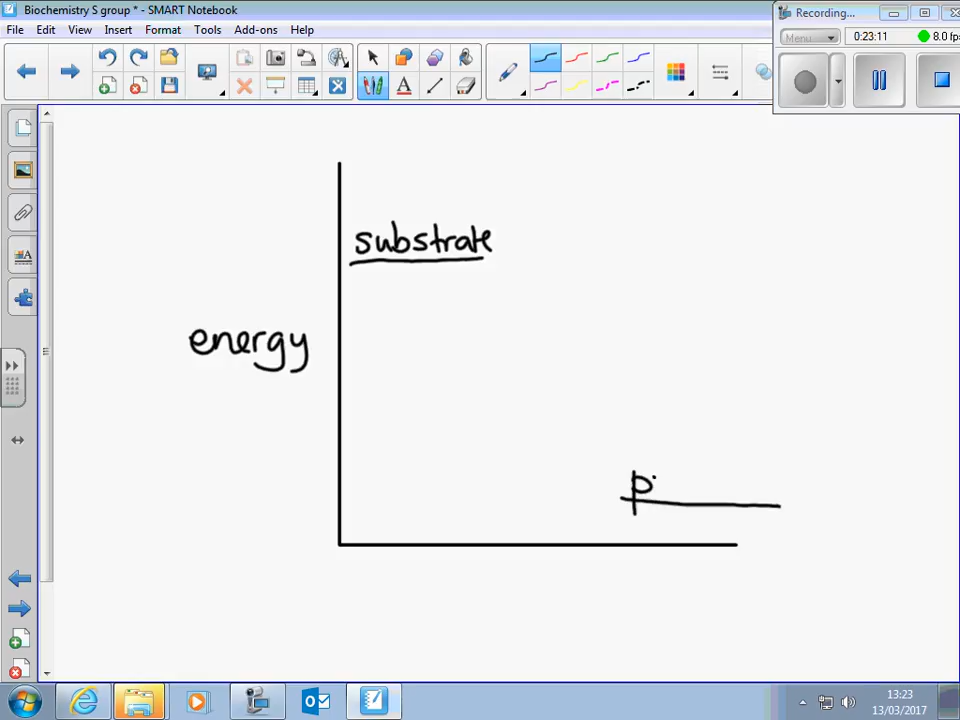 Biochemistry S group * - SMART Notebook
Recording...
File Edit View Insert Format Tools Add-ons Help
Menu 0:23:11 8.0 fps
substrate
energy
p
13:23
13/03/2017